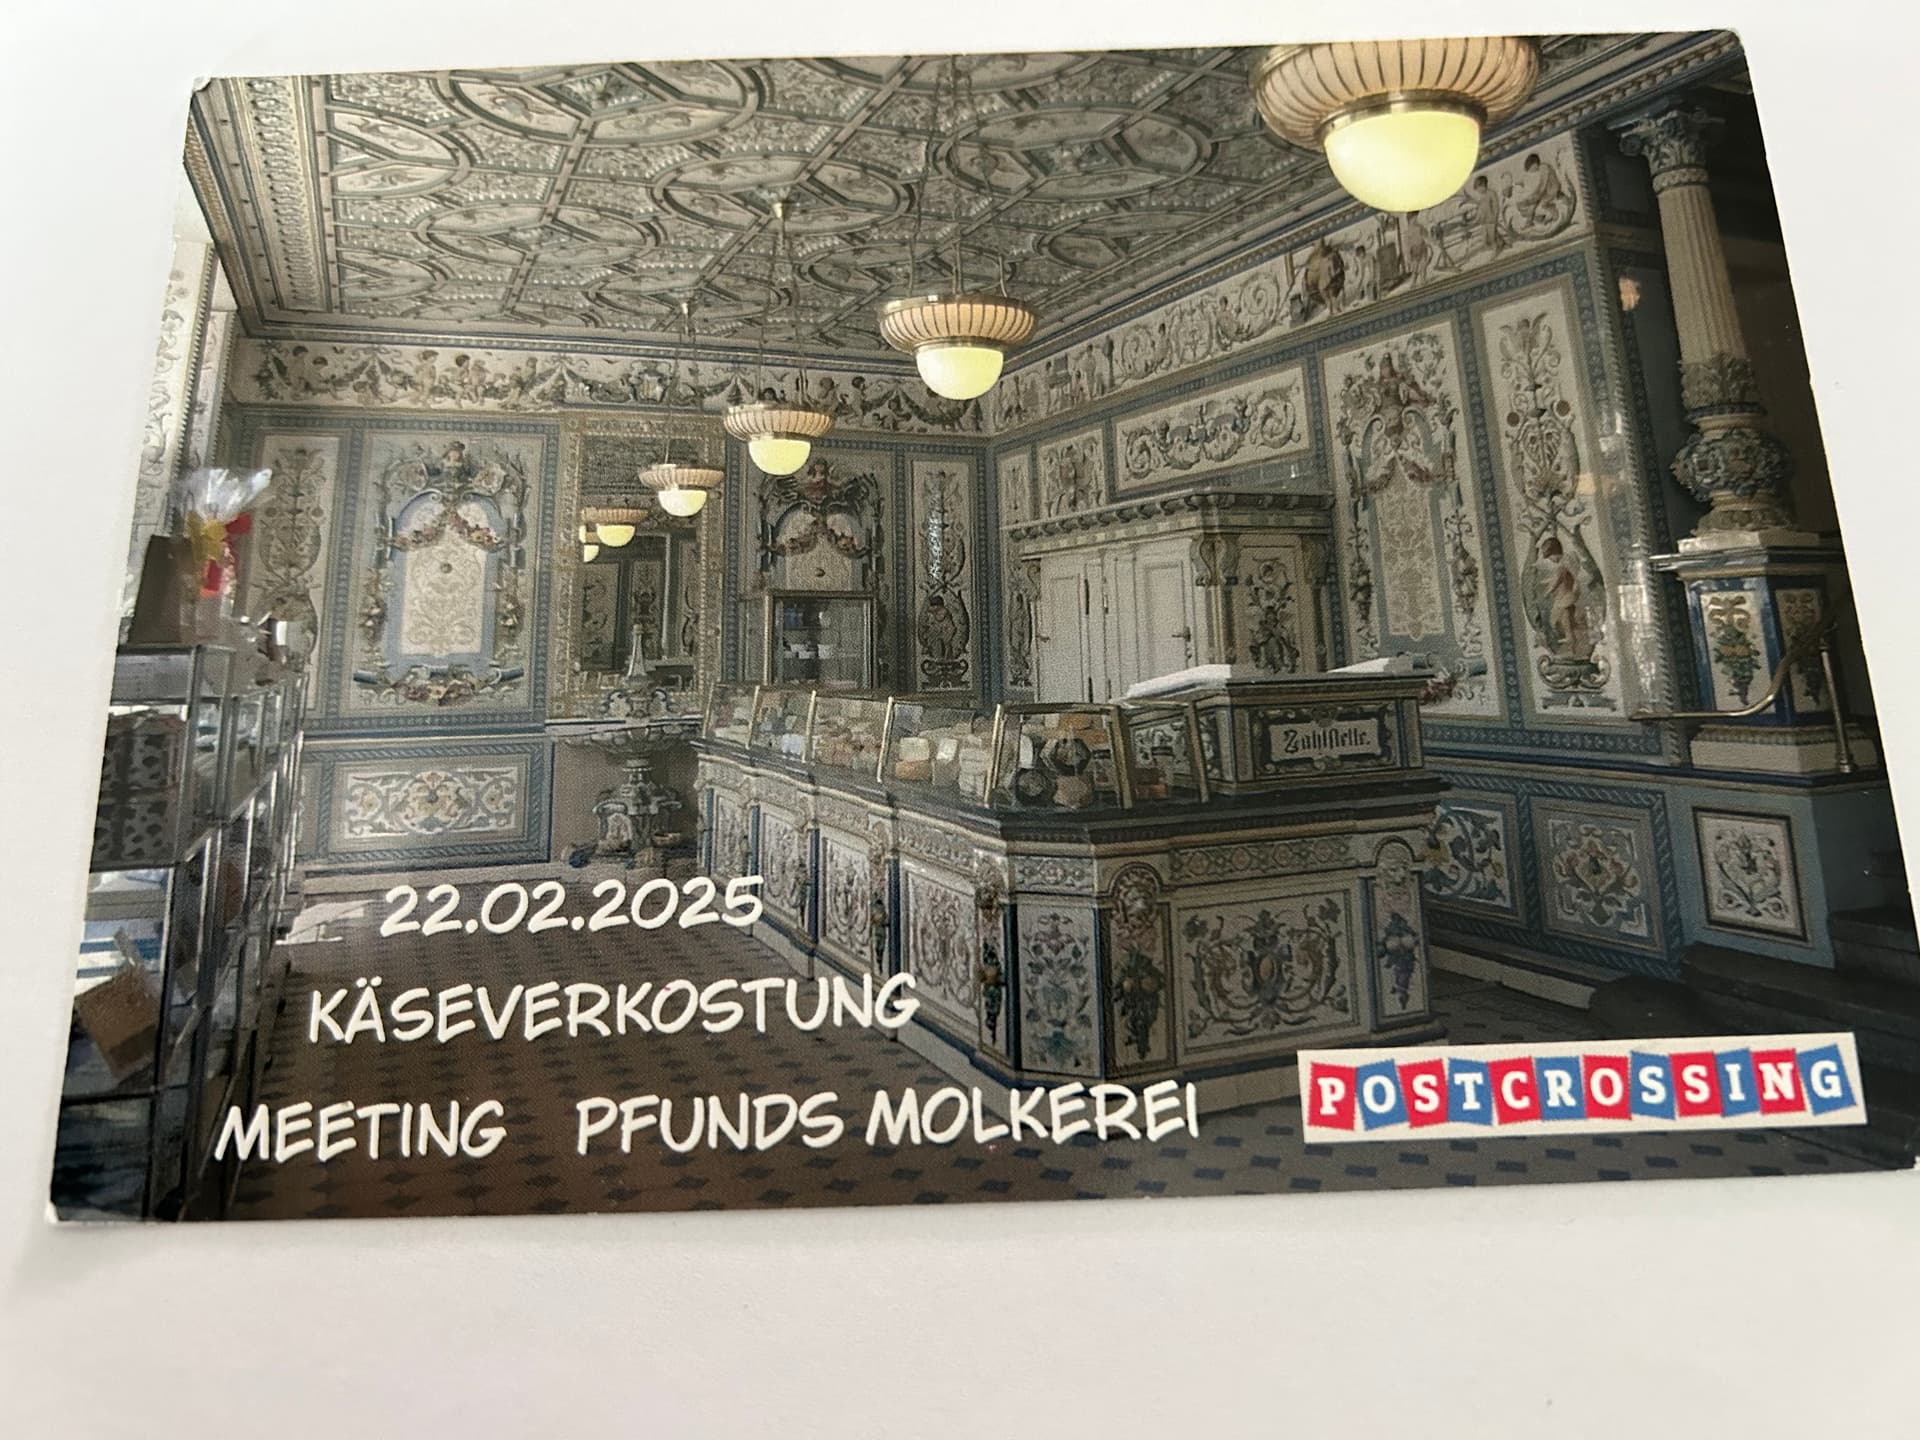 Zahlstelle.
22.02.2025
KÄSEVERKOSTUNG
MEETING PFUNDS MOLKEREI
POSTCROSSING